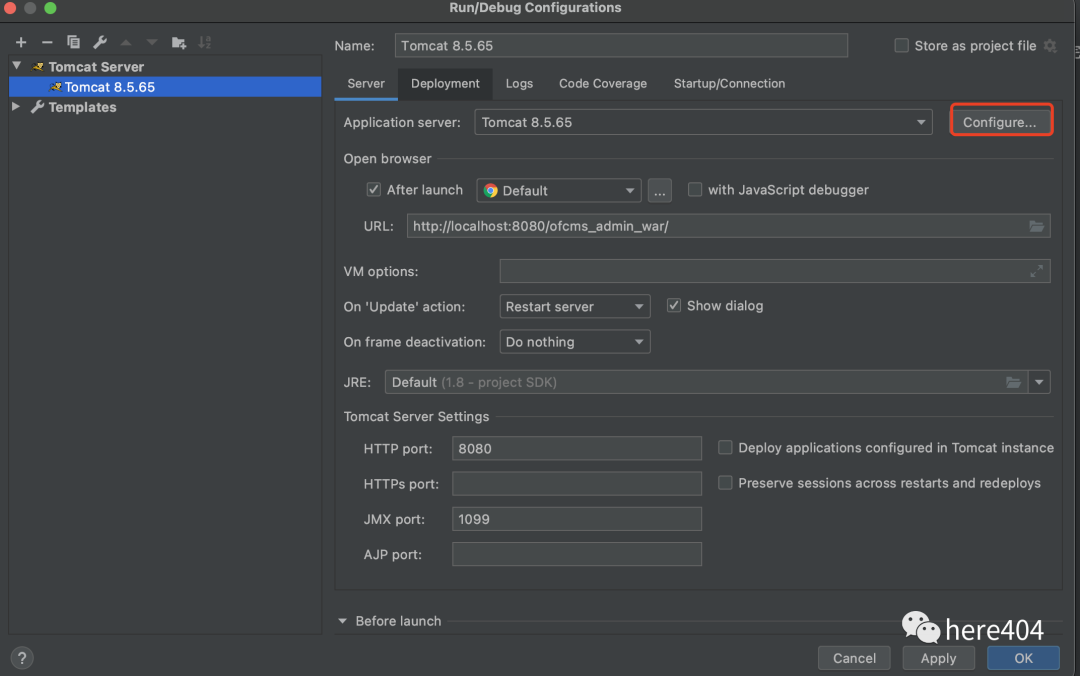 Run/Debug Configurations
Name: Tomcat 8.5.65 Store as project file
Tomcat Server
Tomcat 8.5.65
Templates
Server Deployment Logs Code Coverage Startup/Connection
Application server: Tomcat 8.5.65 Configure...
Open browser
After launch Default ... with JavaScript debugger
URL: http://localhost:8080/ofcms_admin_war/
VM options:
On 'Update' action: Restart server Show dialog
On frame deactivation: Do nothing
JRE: Default (1.8 - project SDK)
Tomcat Server Settings
HTTP port: 8080 Deploy applications configured in Tomcat instance
HTTPs port: Preserve sessions across restarts and redeploys
JMX port: 1099
AJP port:
Before launch
here404
? Cancel Apply OK